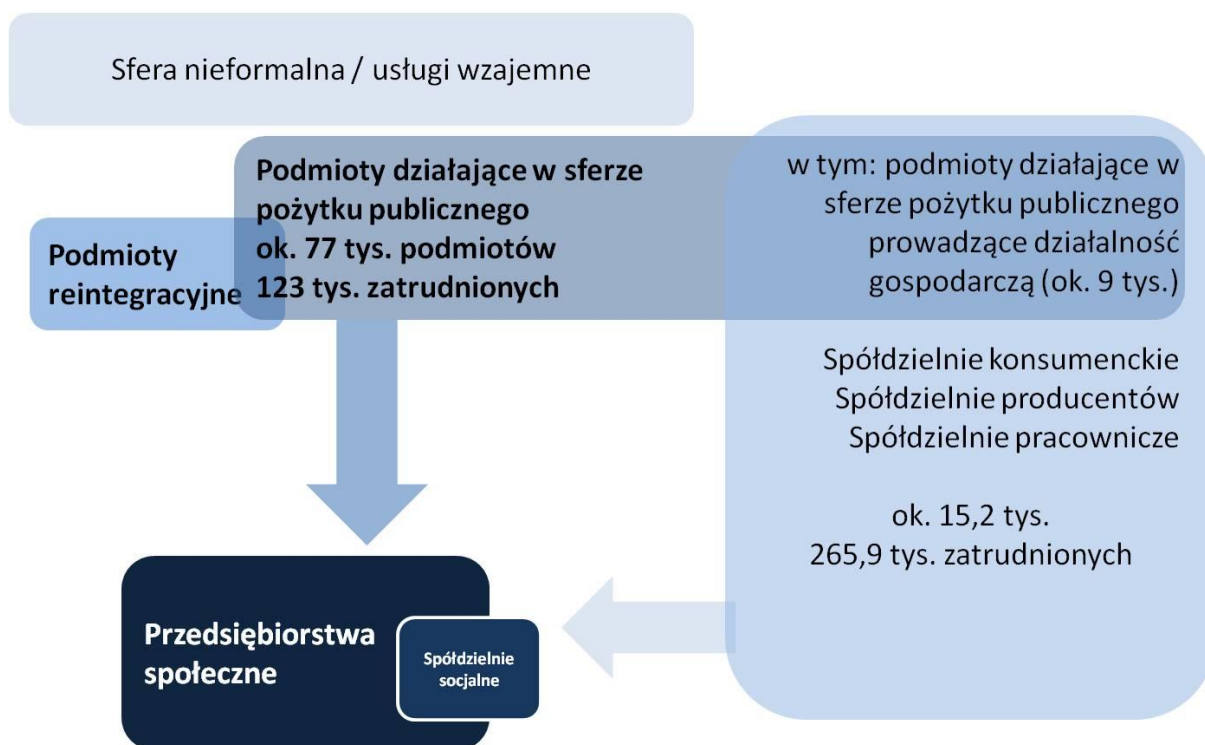 Sfera nieformalna / usługi wzajemne
Podmioty działające w sferze
pożytku publicznego
ok. 77 tys. podmiotów
123 tys. zatrudnionych
w tym: podmioty działające w
sferze pożytku publicznego
prowadzące działalność
gospodarczą (ok. 9 tys.)
Podmioty
reintegracyjne
Spółdzielnie konsumenckie
Spółdzielnie producentów
Spółdzielnie pracownicze
ok. 15,2 tys.
265,9 tys. zatrudnionych
Przedsiębiorstwa
społeczne
Spółdzielnie
socjalne